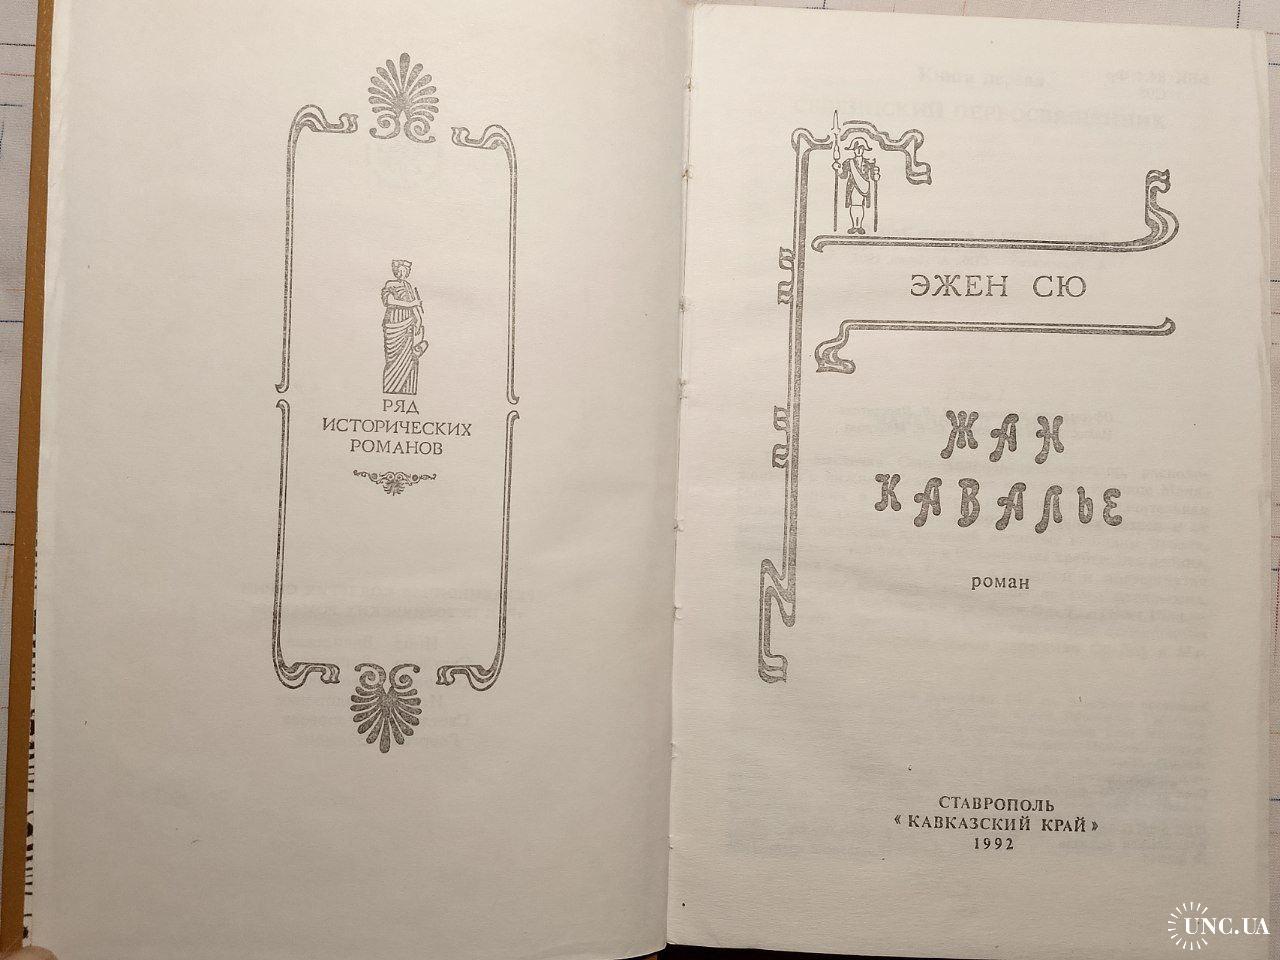 РЯД
ИСТОРИЧЕСКИХ
РОМАНОВ
ЭЖЕН СЮ
ЖАН
КАВАЛЬЕ
роман
СТАВРОПОЛЬ
«КАВКАЗСКИЙ КРАЙ»
1992
UNC.UA